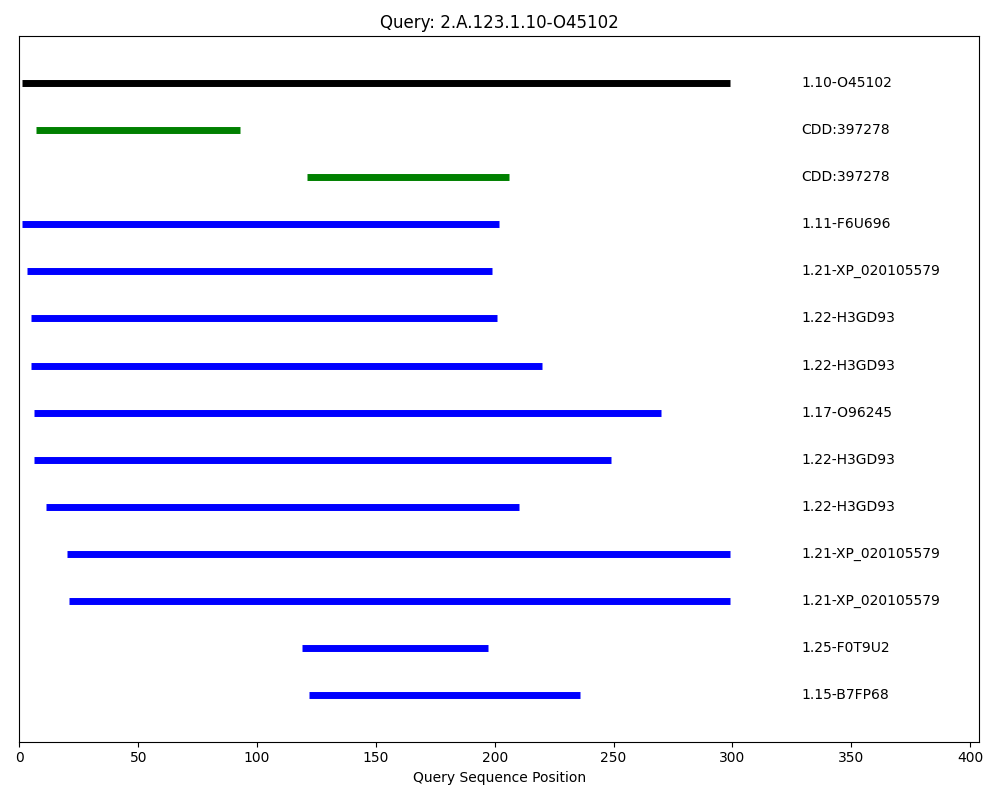 Query: 2.A.123.1.10-O45102
1.10-O45102
CDD:397278
CDD:397278
1.11-F6U696
1.21-XP_020105579
1.22-H3GD93
1.22-H3GD93
1.17-O96245
1.22-H3GD93
1.22-H3GD93
1.21-XP_020105579
1.21-XP_020105579
1.25-F0T9U2
1.15-B7FP68
0 50 100 150 200 250 300 350 400
Query Sequence Position